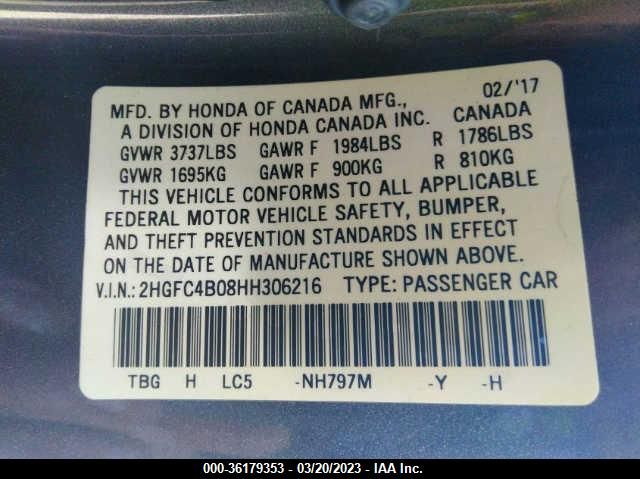 02/'17
MFD. BY HONDA OF CANADA MFG., CANADA
A DIVISION OF HONDA CANADA INC.
GVWR 3737LBS GAWR F 1984LBS R 1786LBS
GVWR 1695KG GAWR F 900KG R 810KG
THIS VEHICLE CONFORMS TO ALL APPLICABLE
FEDERAL MOTOR VEHICLE SAFETY, BUMPER,
AND THEFT PREVENTION STANDARDS IN EFFECT
ON THE DATE OF MANUFACTURE SHOWN ABOVE.
V.I.N.: 2HGFC4B08HH306216 TYPE: PASSENGER CAR
TBG H LC5 -NH797M -Y -H
000-36179353 - 03/20/2023 - IAA Inc.